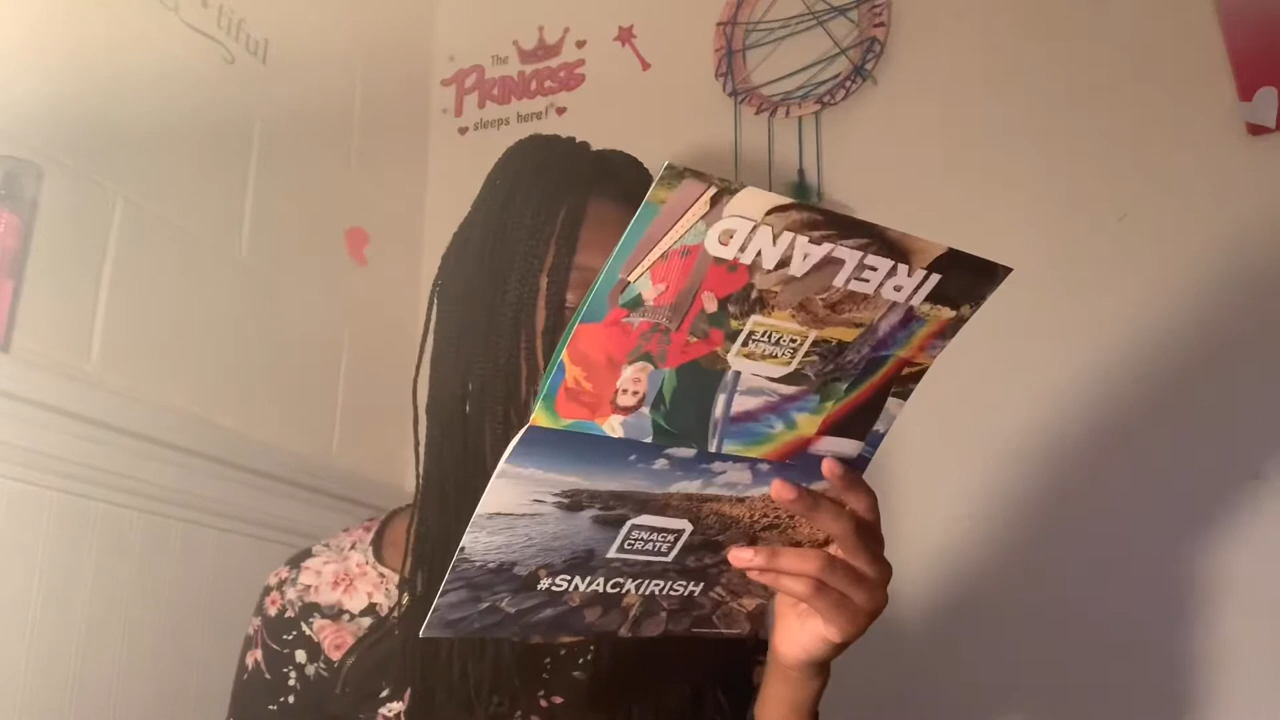 tiful
The
PRINCESS
sleeps here!
IRELAND
SNACK
CRATE
SNACK
CRATE
#SNACKIRISH